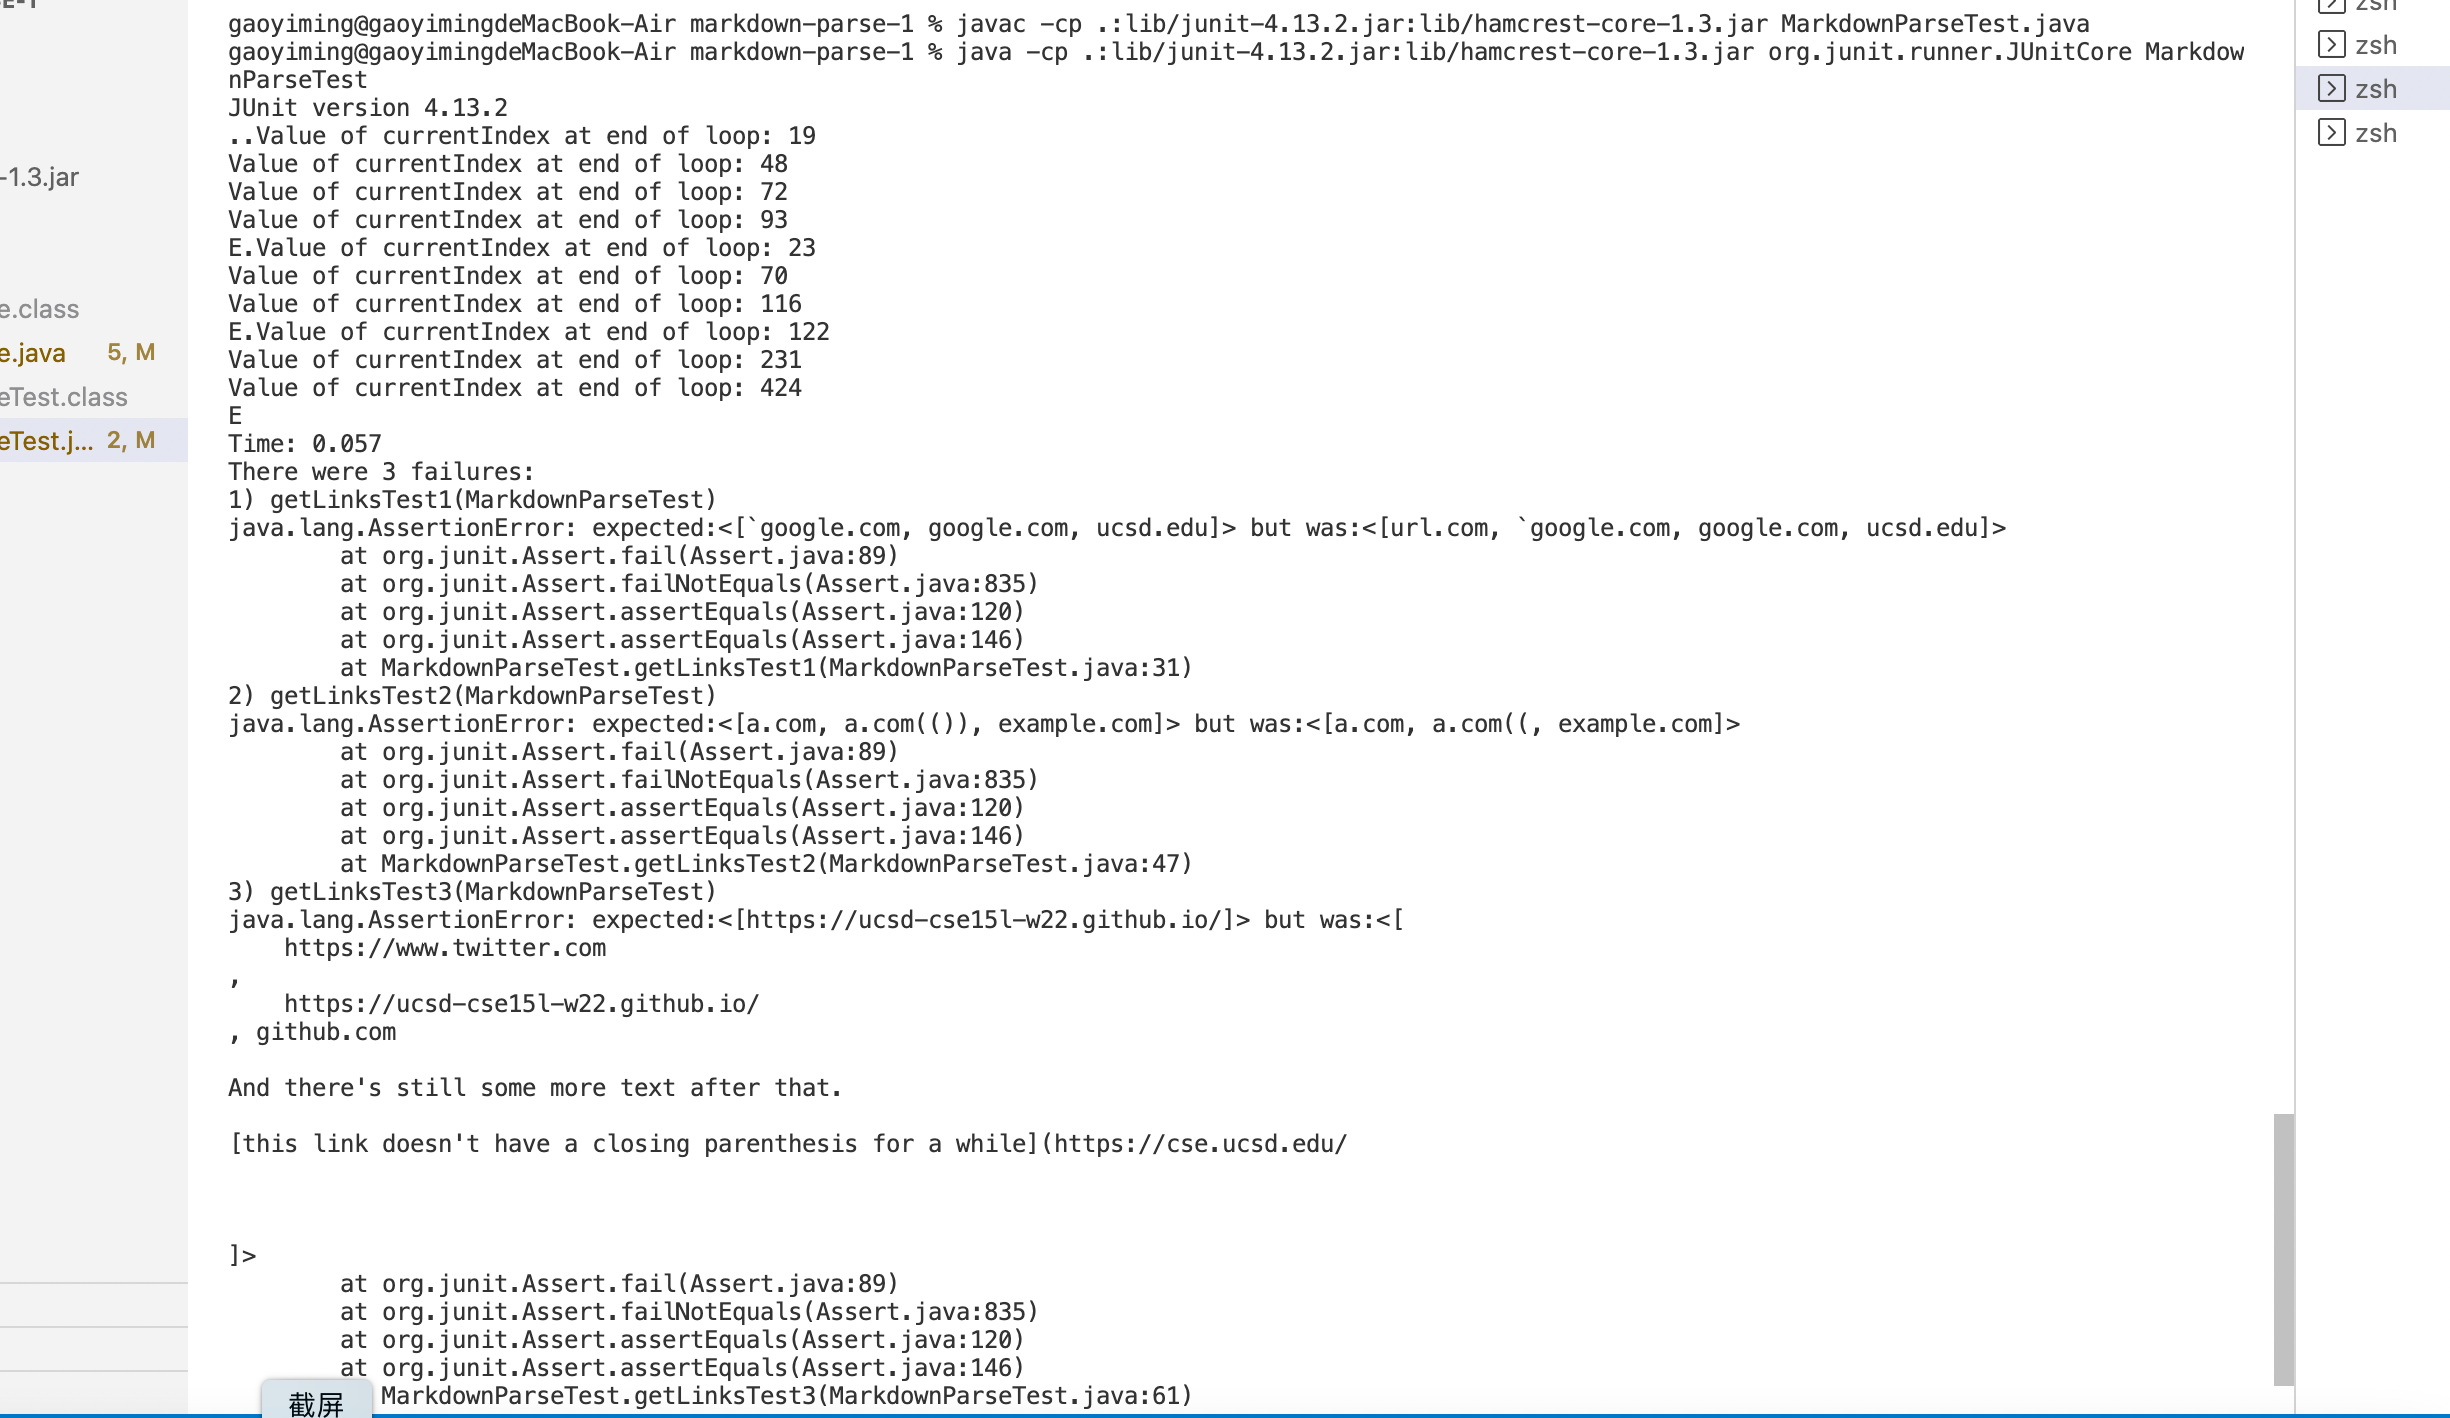 -1.3.jar
e.class
e.java 5, M
eTest.class
eTest.j... 2, M
gaoyiming@gaoyimingdeMacBook-Air markdown-parse-1 % javac -cp .:lib/junit-4.13.2.jar:lib/hamcrest-core-1.3.jar MarkdownParseTest.java
gaoyiming@gaoyimingdeMacBook-Air markdown-parse-1 % java -cp .:lib/junit-4.13.2.jar:lib/hamcrest-core-1.3.jar org.junit.runner.JUnitCore Markdow
nParseTest
JUnit version 4.13.2
..Value of currentIndex at end of loop: 19
Value of currentIndex at end of loop: 48
Value of currentIndex at end of loop: 72
Value of currentIndex at end of loop: 93
E.Value of currentIndex at end of loop: 23
Value of currentIndex at end of loop: 70
Value of currentIndex at end of loop: 116
E.Value of currentIndex at end of loop: 122
Value of currentIndex at end of loop: 231
Value of currentIndex at end of loop: 424
E
Time: 0.057
There were 3 failures:
1) getLinksTest1(MarkdownParseTest)
java.lang.AssertionError: expected:<[`google.com, google.com, ucsd.edu]> but was:<[url.com, `google.com, google.com, ucsd.edu]>
at org.junit.Assert.fail(Assert.java:89)
at org.junit.Assert.failNotEquals(Assert.java:835)
at org.junit.Assert.assertEquals(Assert.java:120)
at org.junit.Assert.assertEquals(Assert.java:146)
at MarkdownParseTest.getLinksTest1(MarkdownParseTest.java:31)
2) getLinksTest2(MarkdownParseTest)
java.lang.AssertionError: expected:<[a.com, a.com(()), example.com]> but was:<[a.com, a.com((, example.com]>
at org.junit.Assert.fail(Assert.java:89)
at org.junit.Assert.failNotEquals(Assert.java:835)
at org.junit.Assert.assertEquals(Assert.java:120)
at org.junit.Assert.assertEquals(Assert.java:146)
at MarkdownParseTest.getLinksTest2(MarkdownParseTest.java:47)
3) getLinksTest3(MarkdownParseTest)
java.lang.AssertionError: expected:<[https://ucsd-cse15l-w22.github.io/]> but was:<[
https://www.twitter.com
,
https://ucsd-cse15l-w22.github.io/
, github.com
And there's still some more text after that.
[this link doesn't have a closing parenthesis for a while](https://cse.ucsd.edu/
]>
at org.junit.Assert.fail(Assert.java:89)
at org.junit.Assert.failNotEquals(Assert.java:835)
at org.junit.Assert.assertEquals(Assert.java:120)
at org.junit.Assert.assertEquals(Assert.java:146)
MarkdownParseTest.getLinksTest3(MarkdownParseTest.java:61)
截屏
zsh
zsh
zsh
zsh